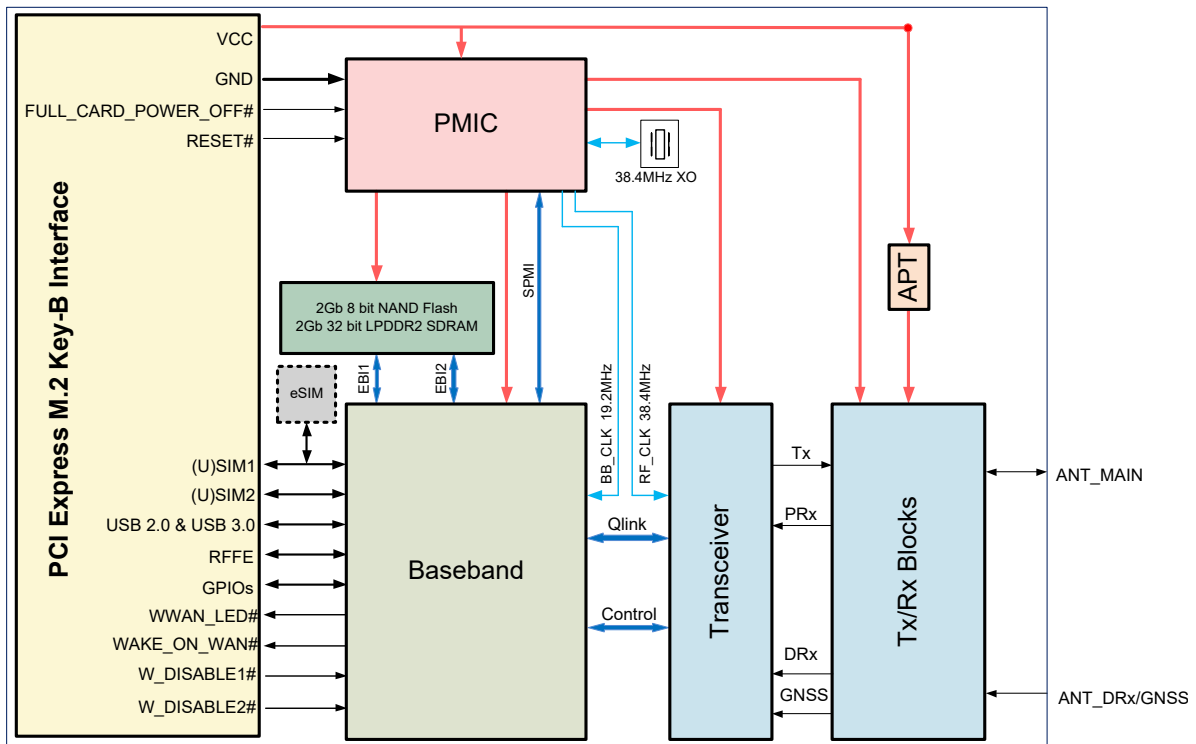 PCI Express M.2 Key-B Interface
VCC
GND
FULL_CARD_POWER_OFF#
RESET#
PMIC
38.4MHz XO
APT
2Gb 8 bit NAND Flash
2Gb 32 bit LPDDR2 SDRAM
SPMI
EBI1
EBI2
BB_CLK 19.2MHz
RF_CLK 38.4MHz
eSIM
(U)SIM1
(U)SIM2
USB 2.0 & USB 3.0
RFFE
GPIOs
WWAN_LED#
WAKE_ON_WAN#
W_DISABLE1#
W_DISABLE2#
Baseband
Qlink
Control
Transceiver
Tx
PRx
DRx
GNSS
Tx/Rx Blocks
ANT_MAIN
ANT_DRx/GNSS